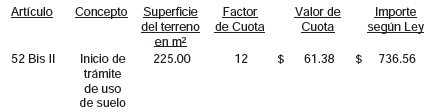 Artículo Concepto Superficie del terreno en m² Factor de Cuota Valor de Cuota Importe según Ley
52 Bis II Inicio de trámite de uso de suelo 225.00 12 $ 61.38 $ 736.56